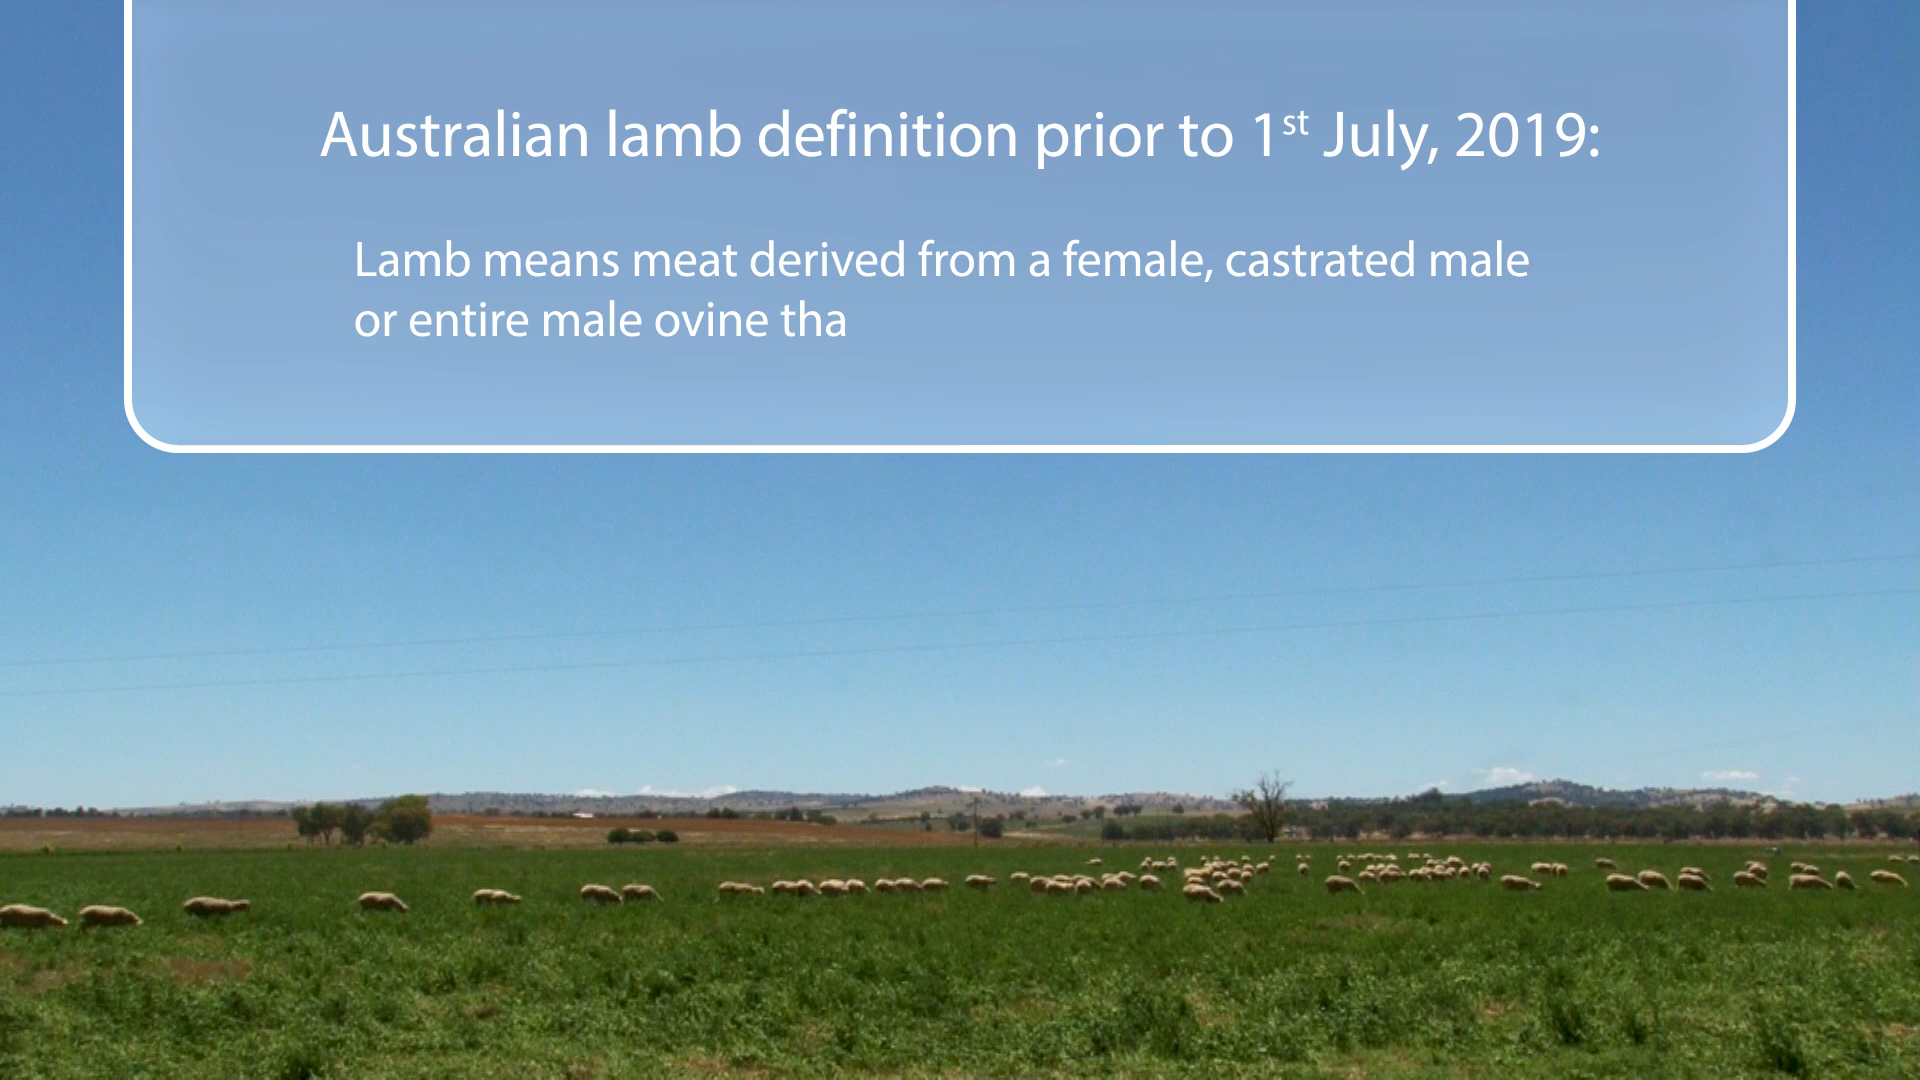 Australian lamb definition prior to 1st July, 2019:
Lamb means meat derived from a female, castrated male
or entire male ovine tha